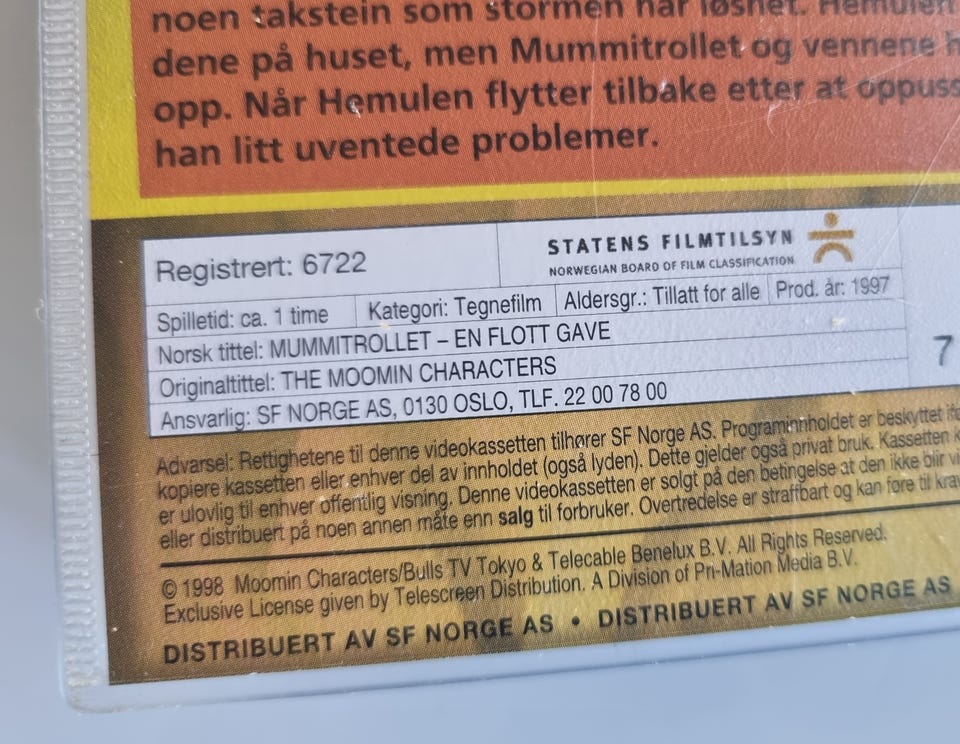 noen takstein som stormen har løsnet. Hemulen
dene på huset, men Mummitrollet og vennene
opp. Når Hemulen flytter tilbake etter at
han litt uventede problemer.
Registrert: 6722
STATENS FILMTILSYN
NORWEGIAN BOARD OF FILM CLASSIFICATION
Spilletid: ca. 1 time Kategori: Tegnefilm Aldersgr.: Tillatt for alle Prod. år: 1997
Norsk tittel: MUMMITROLLET – EN FLOTT GAVE
Originaltittel: THE MOOMIN CHARACTERS
7
Ansvarlig: SF NORGE AS, 0130 OSLO, TLF. 22 00 78 00
Advarsel: Rettighetene til denne videokassetten tilhører SF Norge AS. Programinnholdet er beskyttet
kopiere kassetten eller enhver del av innholdet (også lyden). Dette gjelder også privat bruk. Kassetten
er ulovlig til enhver offentlig visning. Denne videokassetten er solgt på den betingelse at den ikke blir
eller distribuert på noen annen måte enn salg til forbruker. Overtredelse er straffbart og kan føre til
© 1998 Moomin Characters/Bulls TV Tokyo & Telecable Benelux B.V. All Rights Reserved.
Exclusive License given by Telescreen Distribution. A Division of Pri-Mation Media B.V.
DISTRIBUERT AV SF NORGE AS • DISTRIBUERT AV SF NORGE AS